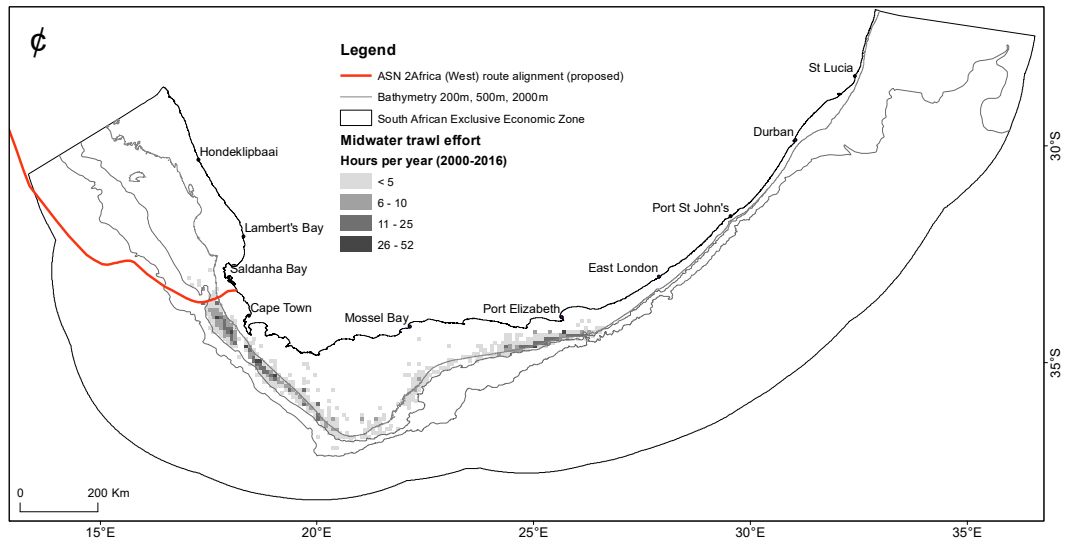 ¢
Legend
ASN 2Africa (West) route alignment (proposed)
Bathymetry 200m, 500m, 2000m
South African Exclusive Economic Zone
Midwater trawl effort
Hours per year (2000-2016)
< 5
6 - 10
11 - 25
26 - 52
St Lucia
Durban
30°S
Hondeklipbaai
Port St John's
Lambert's Bay
East London
Saldanha Bay
Cape Town
Mossel Bay
Port Elizabeth
35°S
0 200 Km
15°E 20°E 25°E 30°E 35°E